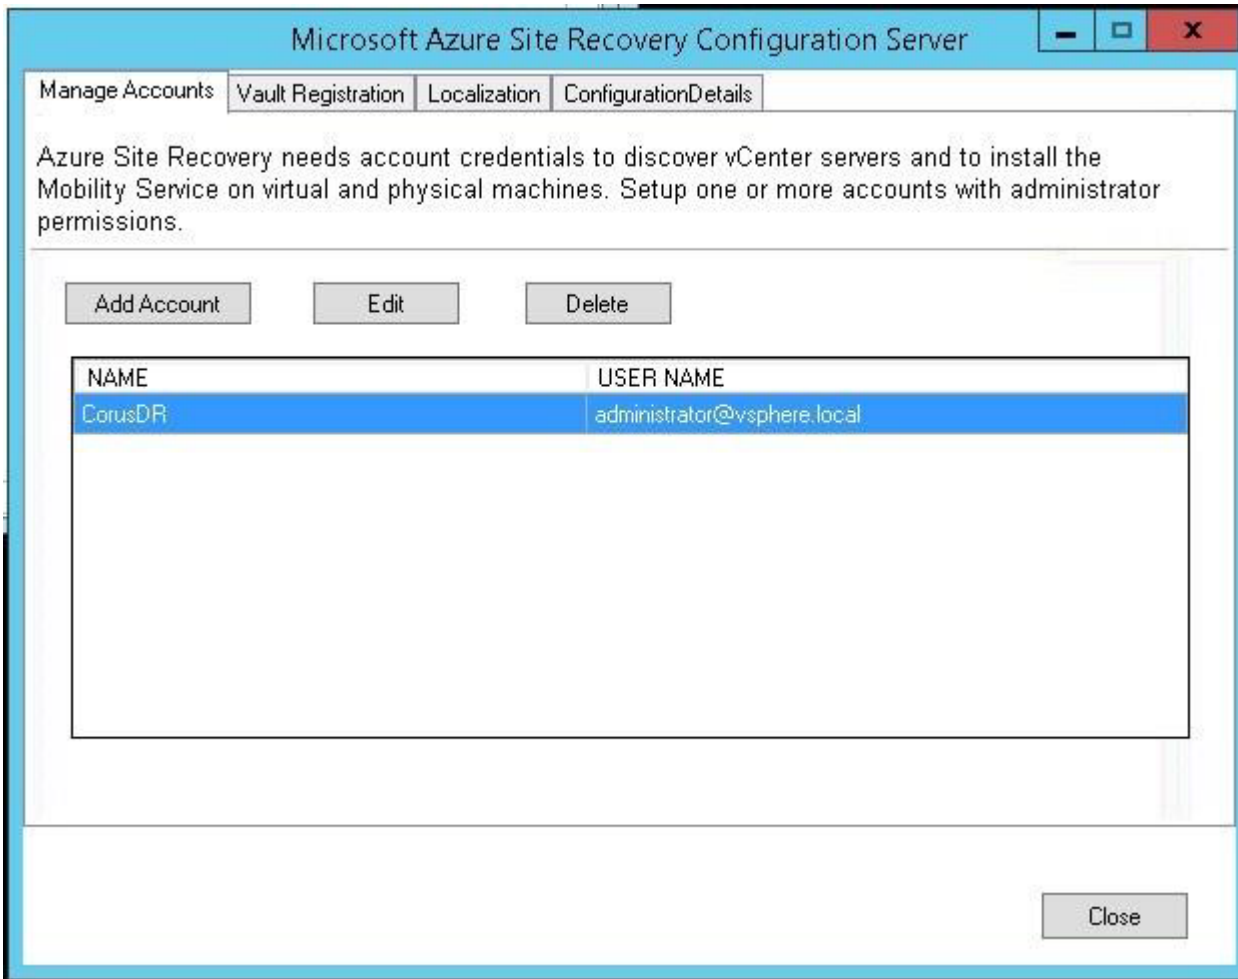 Microsoft Azure Site Recovery Configuration Server
Manage Accounts Vault Registration Localization ConfigurationDetails
Azure Site Recovery needs account credentials to discover vCenter servers and to install the
Mobility Service on virtual and physical machines. Setup one or more accounts with administrator
permissions.
Add Account Edit Delete
NAME USER NAME
CorusDR administrator@vsphere.local
Close